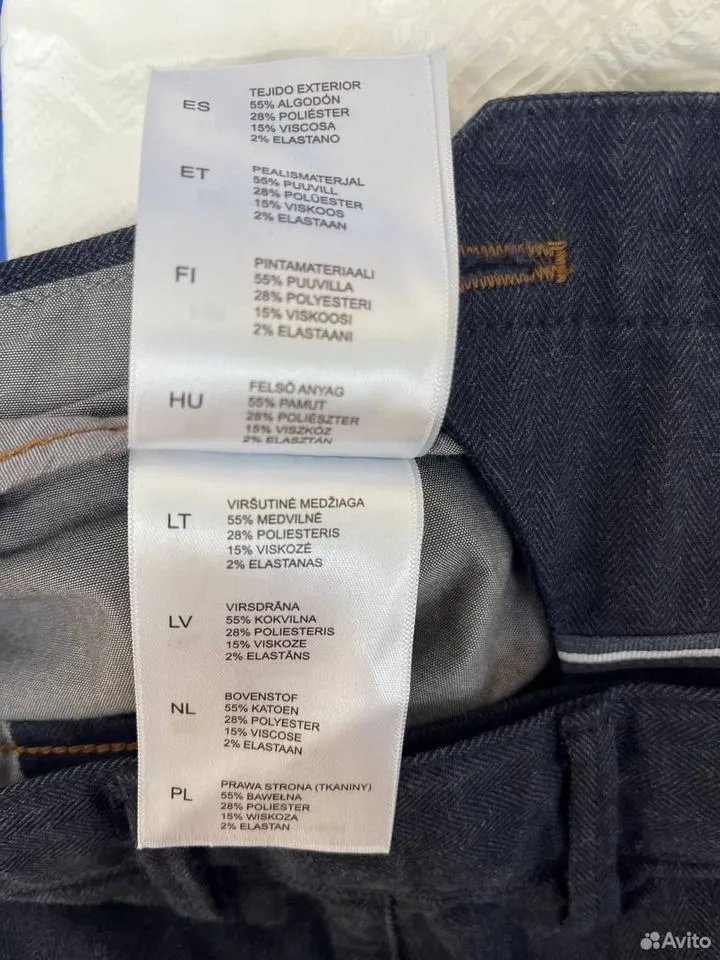 ES
TEJIDO EXTERIOR
55% ALGODÓN
28% POLIÉSTER
15% VISCOSA
2% ELASTANO
ET
PEALISMATERJAL
55% PUUVILL
28% POLÜESTER
15% VISKOOS
2% ELASTAAN
FI
PINTAMATERIAALI
55% PUUVILLA
28% POLYESTERI
15% VISKOOSI
2% ELASTAANI
HU
FELSŐ ANYAG
55% PAMUT
28% POLIÉSZTER
15% VISZKÓZ
2% ELASZTÁN
LT
VIRŠUTINĖ MEDŽIAGA
55% MEDVILNĖ
28% POLIESTERIS
15% VISKOZĖ
2% ELASTANAS
LV
VIRSDRĀNA
55% KOKVILNA
28% POLIESTERIS
15% VISKOZE
2% ELASTĀNS
NL
BOVENSTOF
55% KATOEN
28% POLYESTER
15% VISCOSE
2% ELASTAAN
PL
PRAWA STRONA (TKANINY)
55% BAWEŁNA
28% POLIESTER
15% WISKOZA
2% ELASTAN
Avito